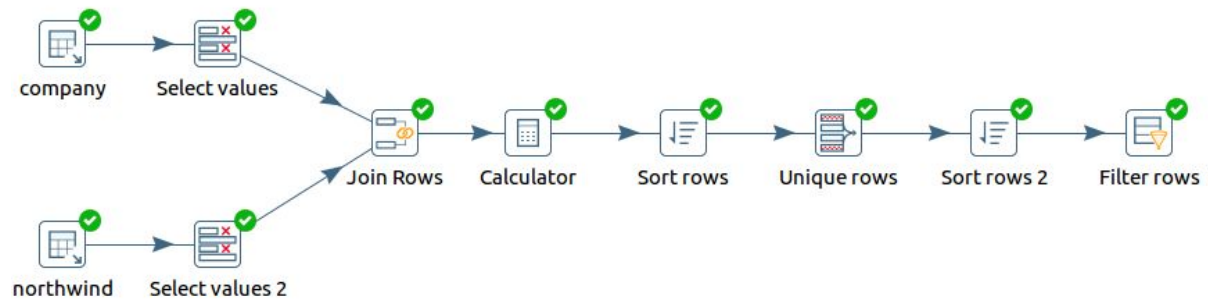 company
Select values
Join Rows
Calculator
Sort rows
Unique rows
Sort rows 2
Filter rows
northwind
Select values 2